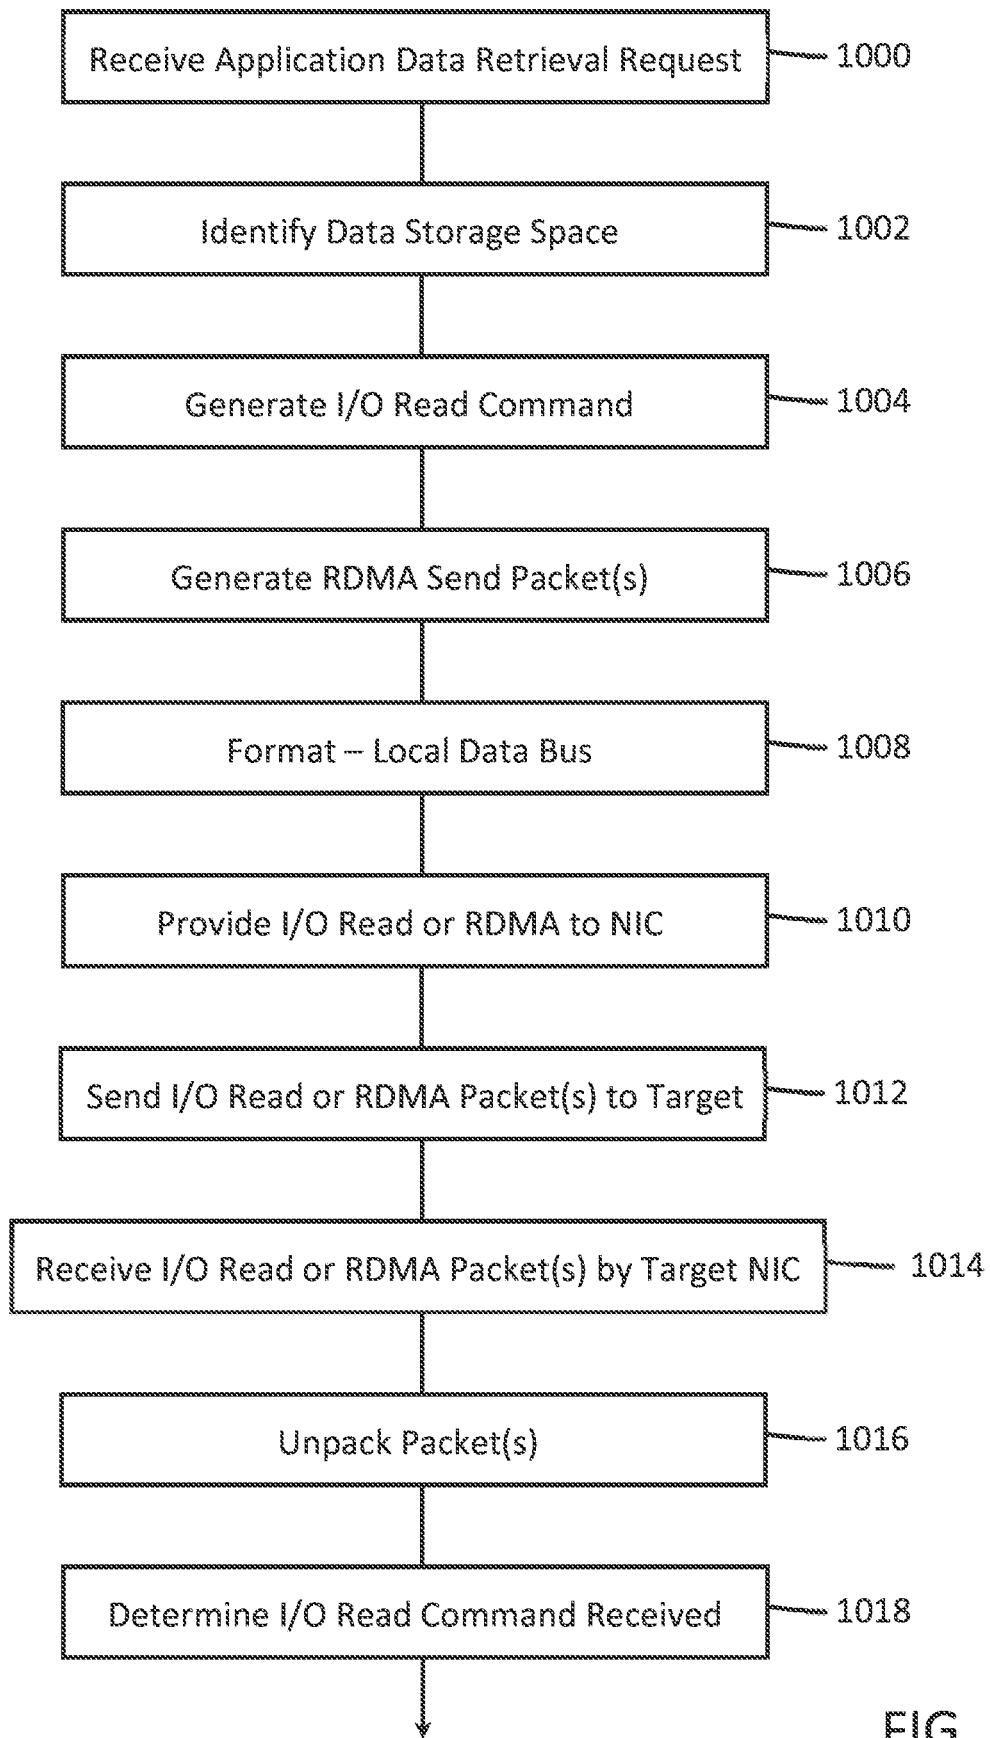 Receive Application Data Retrieval Request 1000
Identify Data Storage Space 1002
Generate I/O Read Command 1004
Generate RDMA Send Packet(s) 1006
Format – Local Data Bus 1008
Provide I/O Read or RDMA to NIC 1010
Send I/O Read or RDMA Packet(s) to Target 1012
Receive I/O Read or RDMA Packet(s) by Target NIC 1014
Unpack Packet(s) 1016
Determine I/O Read Command Received 1018
FIG